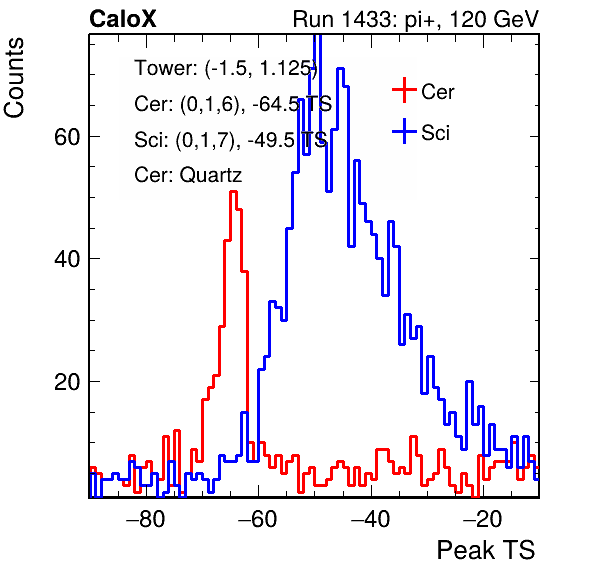 CaloX Run 1433: pi+, 120 GeV
Counts
Tower: (-1.5, 1.125)
Cer: (0,1,6), -64.5 TS
Sci: (0,1,7), -49.5 TS
Cer: Quartz
Cer
Sci
60
40
20
−80 −60 −40 −20
Peak TS